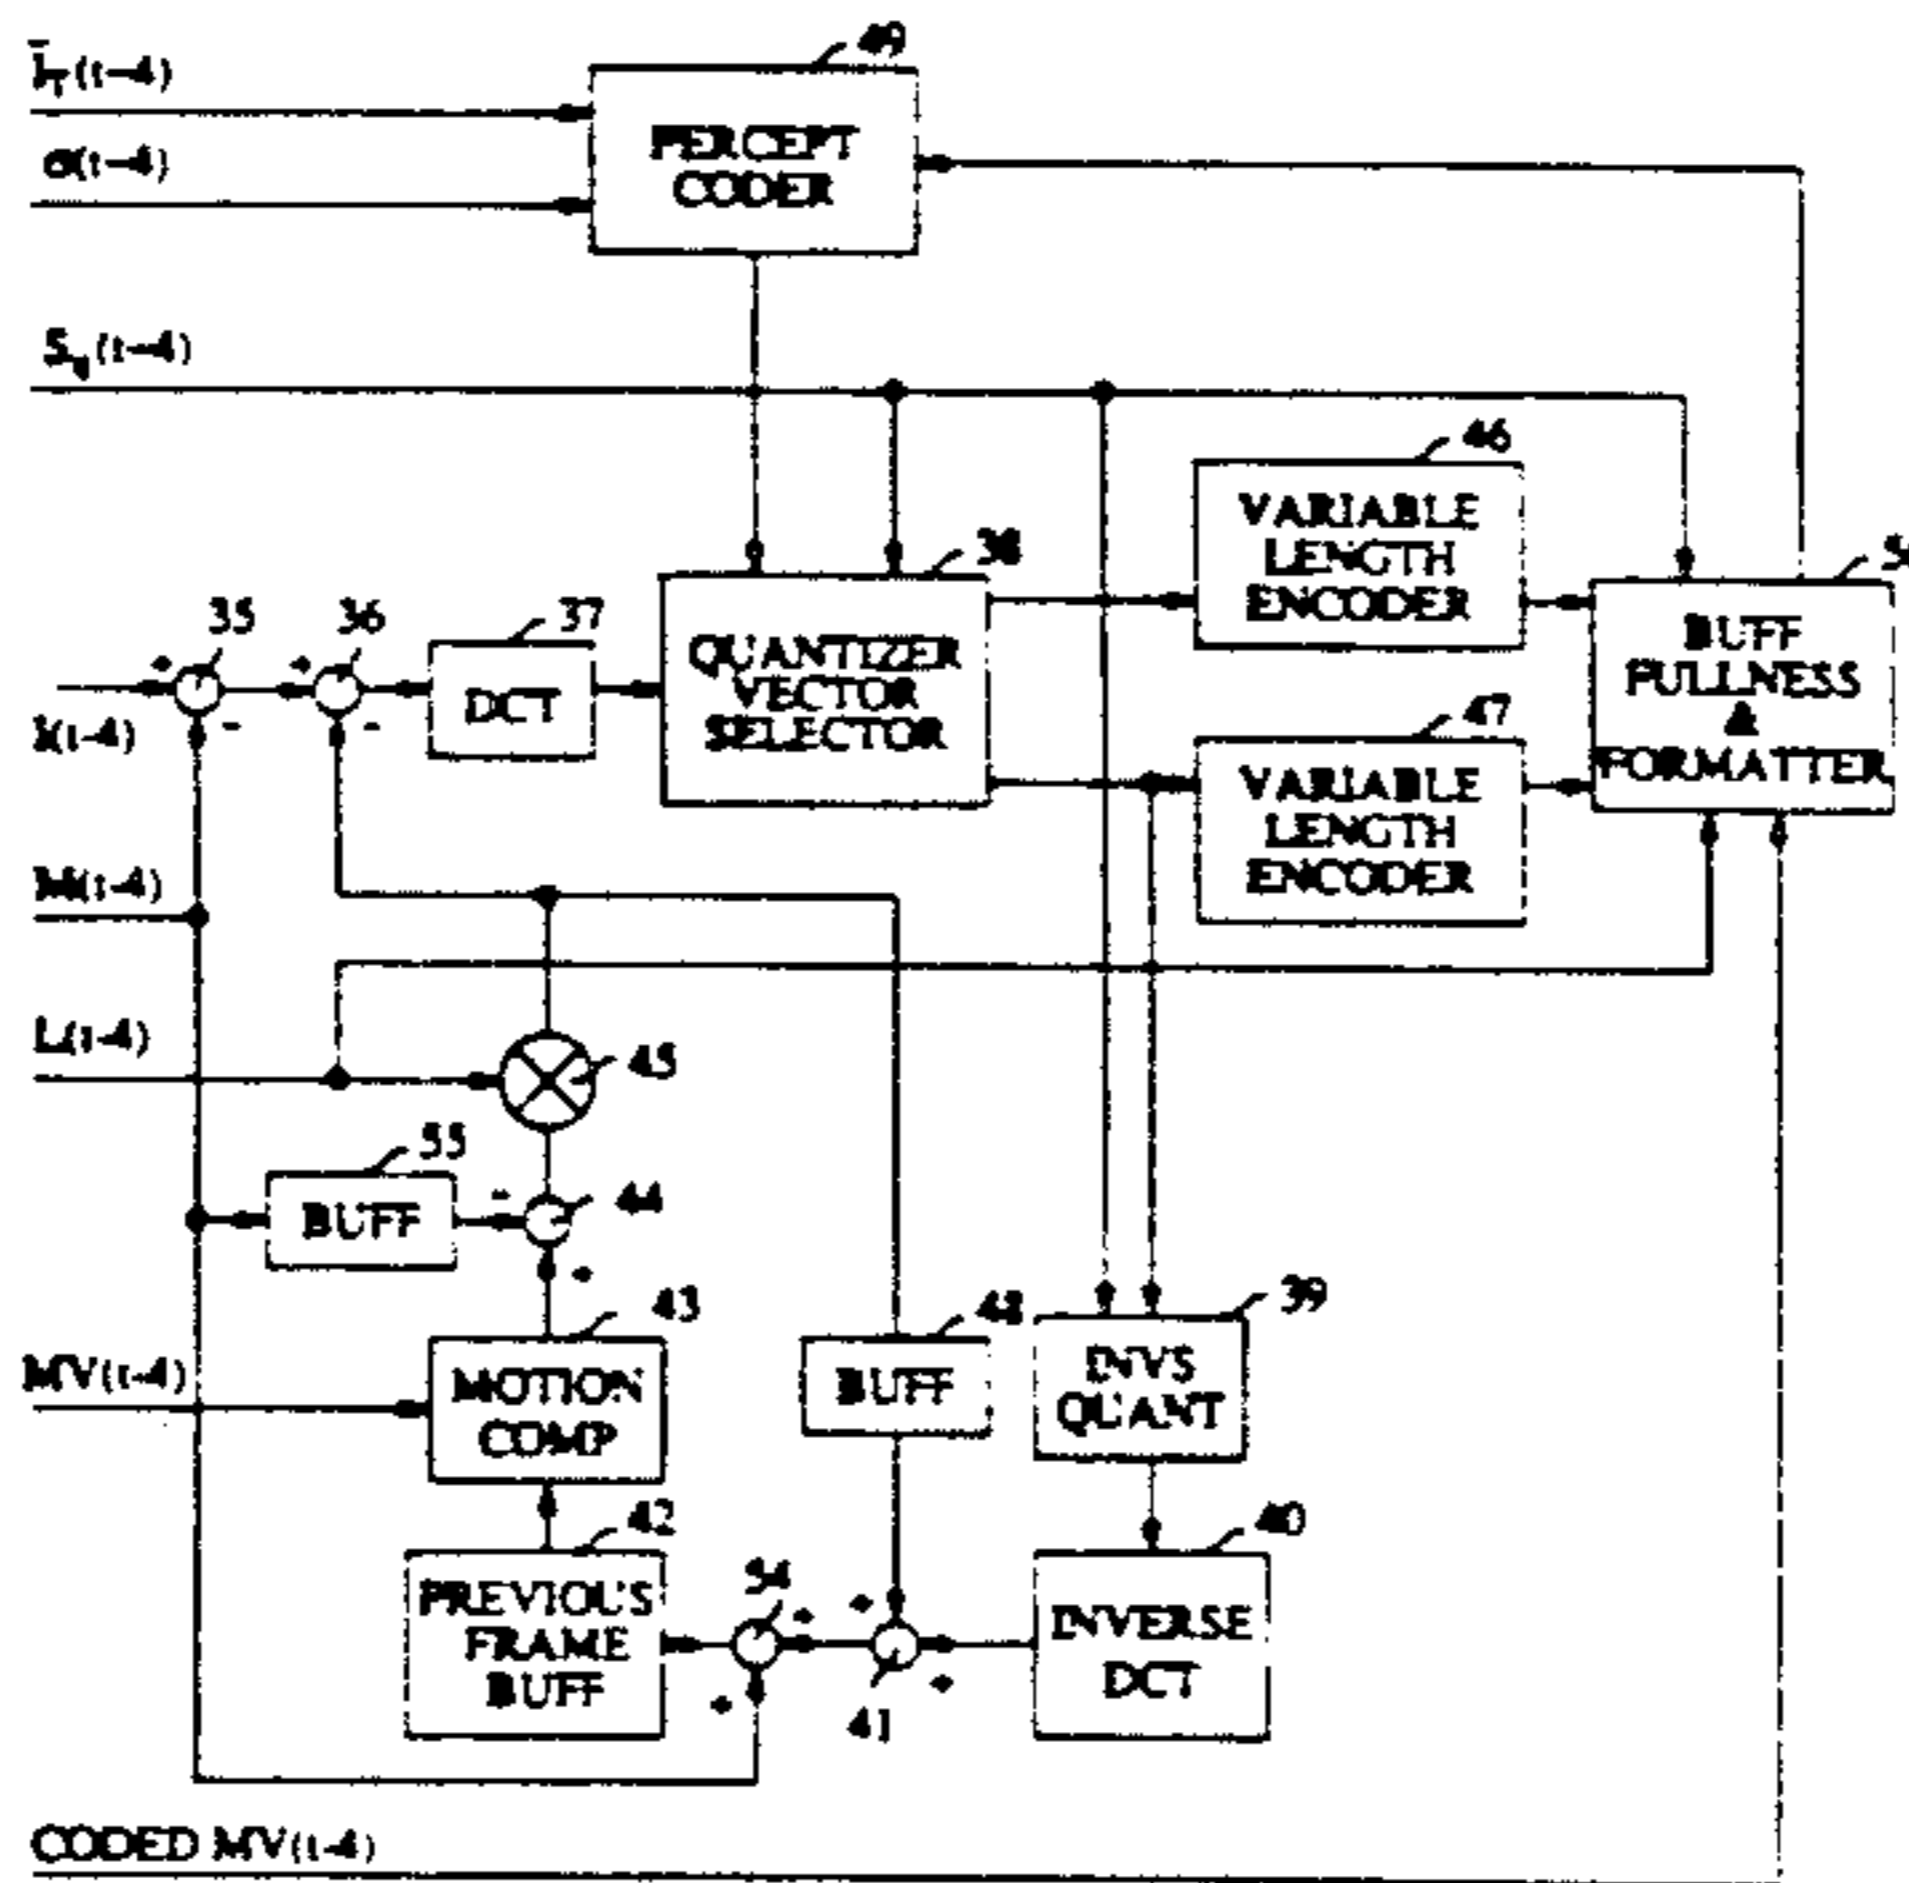 49
(t-4)
PERCEPT
CODER
σ(t-4)
(t-4)
46
VARIABLE
LENGTH
ENCODER
38
35
36
37
+
+
-
-
I(t-4)
DCT
QUANTIZER
VECTOR
SELECTOR
BUFF
FULLNESS
&
FORMATTER
47
VARIABLE
LENGTH
ENCODER
M(t-4)
L(t-4)
45
55
BUFF
-
44
+
43
48
39
MV(t-4)
MOTION
COMP
BUFF
INVS
QUANT
42
54
40
PREVIOUS
FRAME
BUFF
+
+
+
+
41
INVERSE
DCT
CODED MV(t-4)